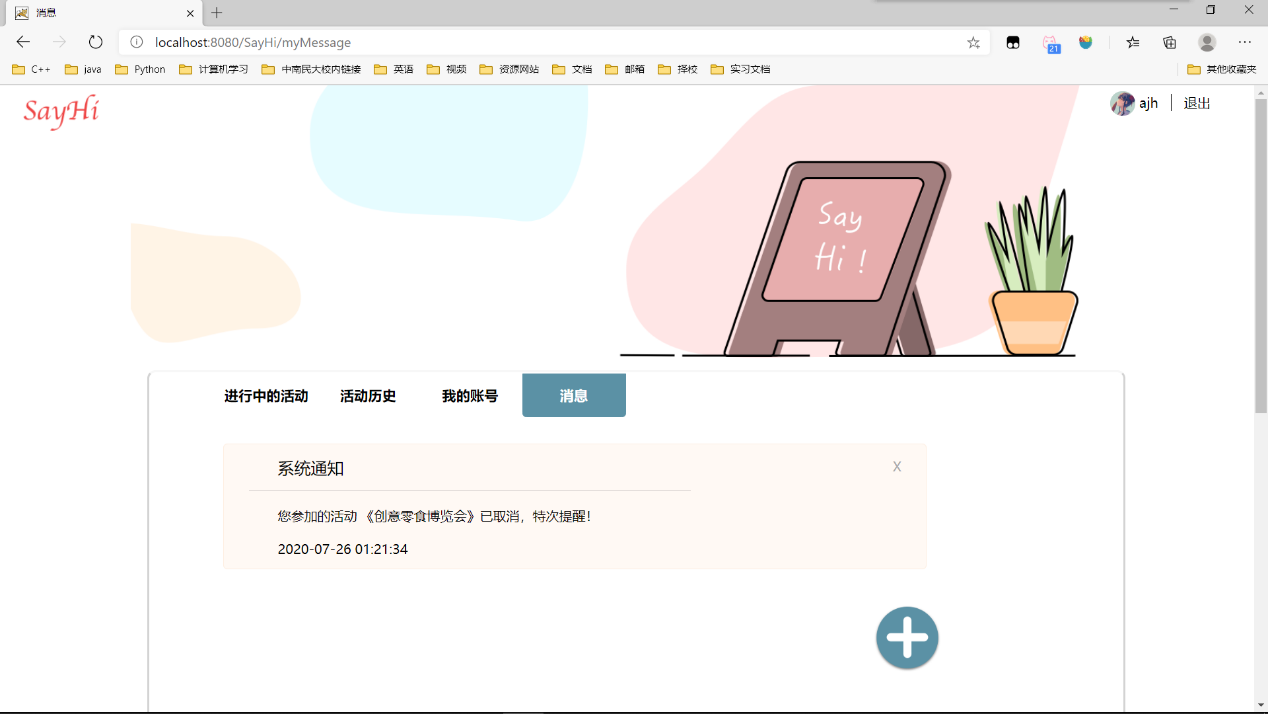 消息
localhost:8080/SayHi/myMessage
21
C++ java Python 计算机学习 中南民大校内链接 英语 视频 资源网站 文档 邮箱 择校 实习文档 其他收藏夹
SayHi
ajh 退出
Say
Hi !
进行中的活动 活动历史 我的账号 消息
系统通知 X
您参加的活动 《创意零食博览会》已取消，特次提醒!
2020-07-26 01:21:34